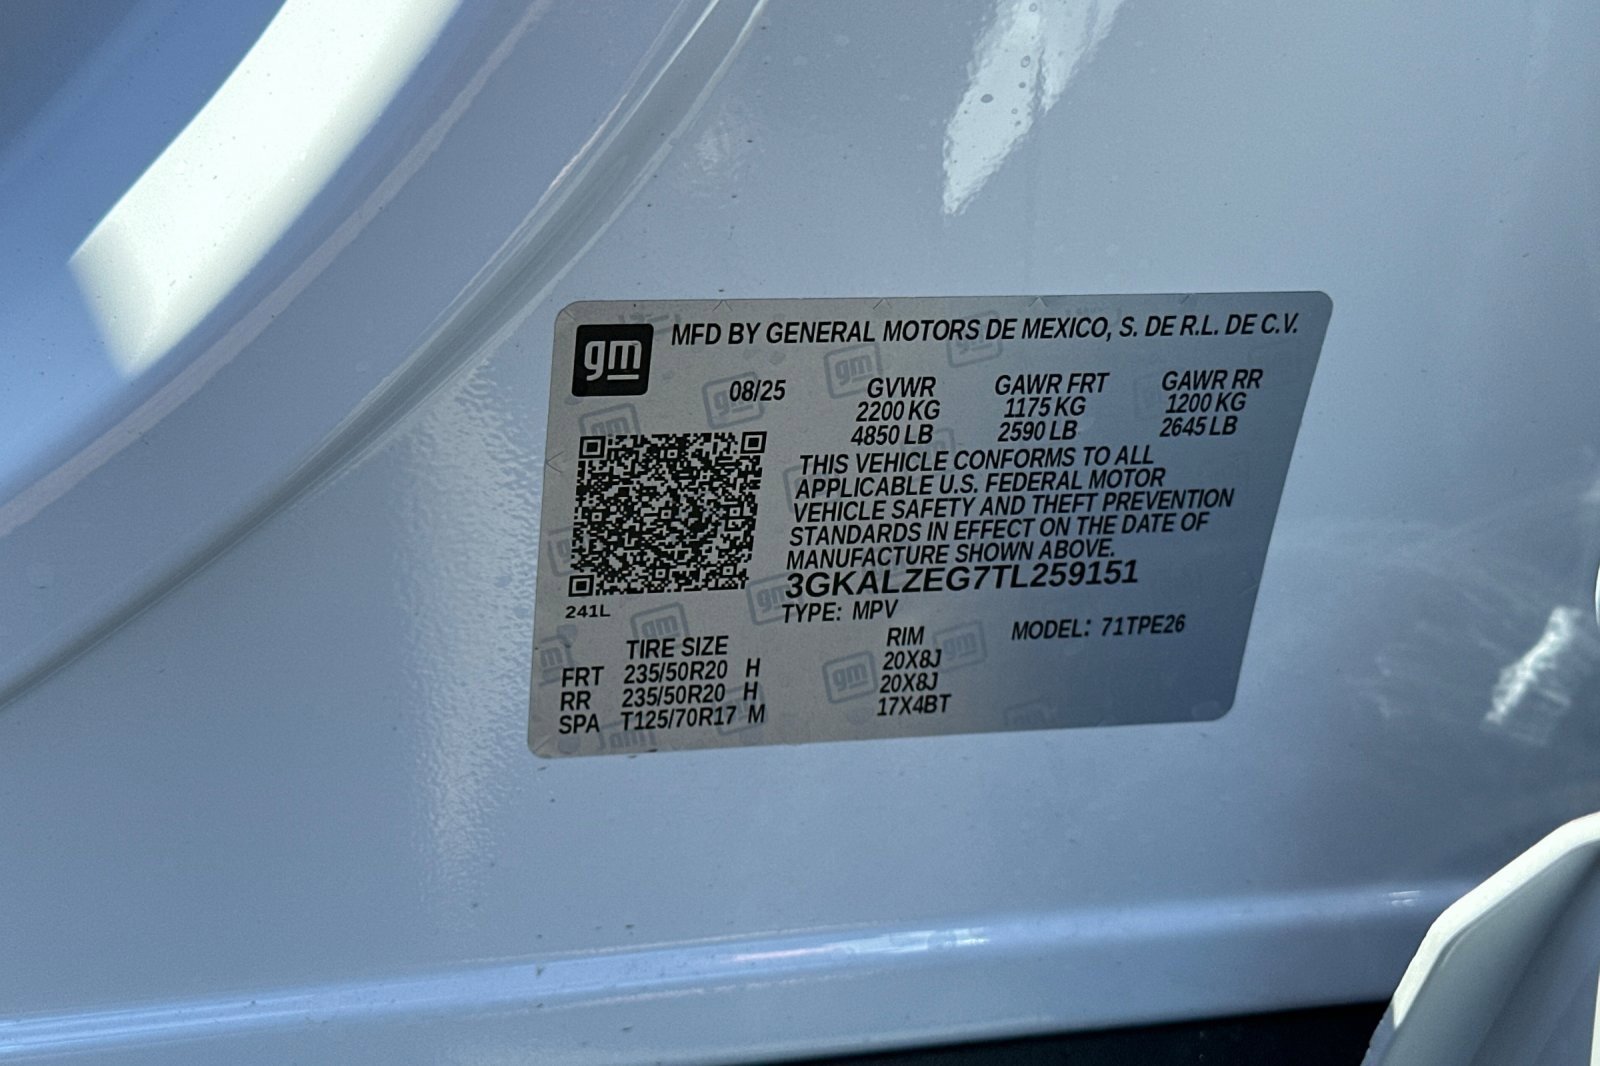 gm MFD BY GENERAL MOTORS DE MEXICO, S. DE R.L. DE C.V.
08/25 GVWR GAWR FRT GAWR RR
2200 KG 1175 KG 1200 KG
4850 LB 2590 LB 2645 LB
THIS VEHICLE CONFORMS TO ALL
APPLICABLE U.S. FEDERAL MOTOR
VEHICLE SAFETY AND THEFT PREVENTION
STANDARDS IN EFFECT ON THE DATE OF
MANUFACTURE SHOWN ABOVE.
3GKALZEG7TL259151
241L TYPE: MPV
TIRE SIZE RIM MODEL: 71TPE26
FRT 235/50R20 H 20X8J
RR 235/50R20 H 20X8J
SPA T125/70R17 M 17X4BT